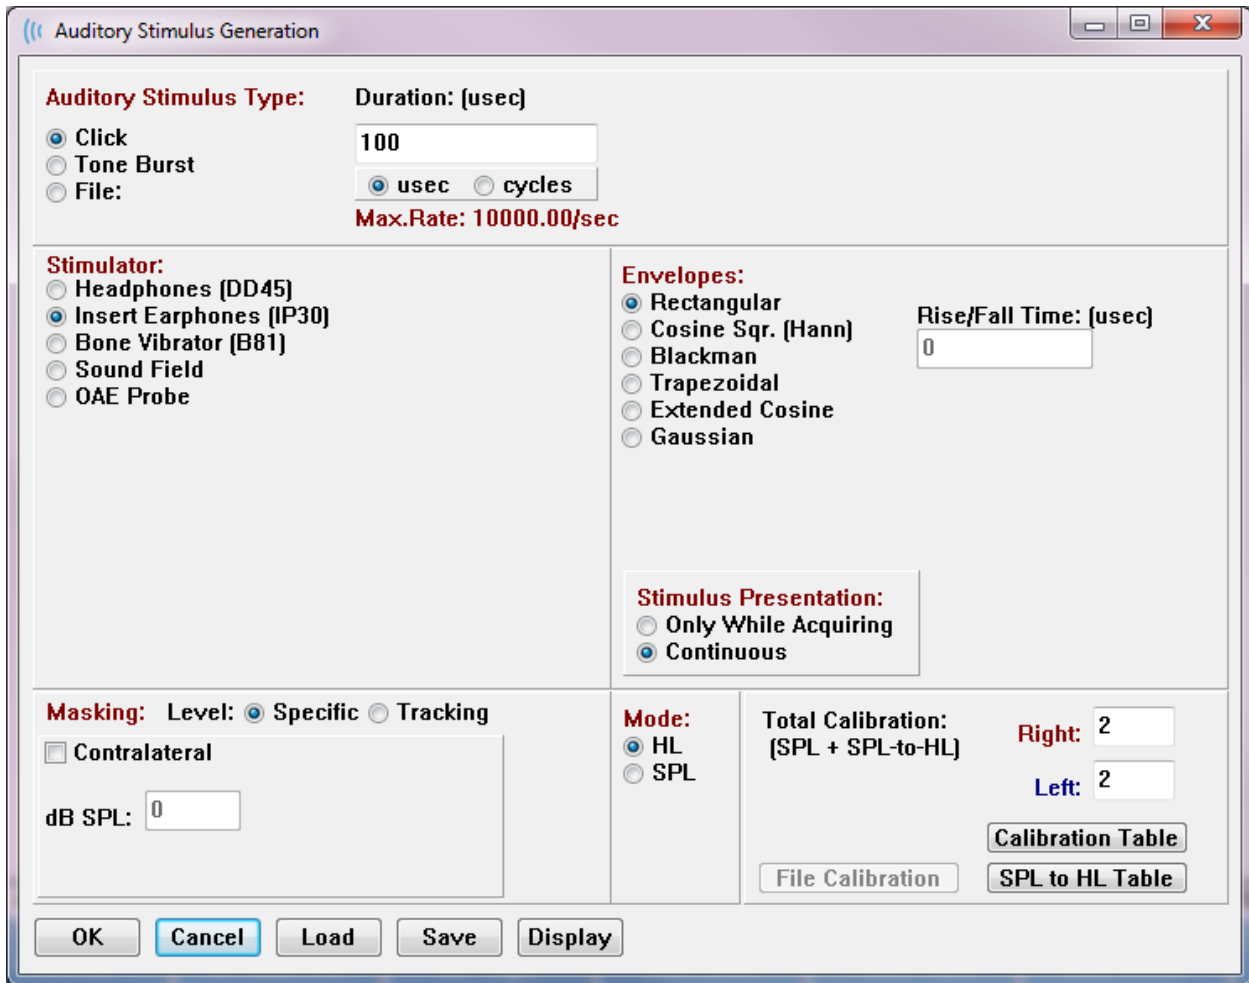 Auditory Stimulus Generation
Auditory Stimulus Type:
Click
Tone Burst
File:
Duration: (usec)
100
usec cycles
Max.Rate: 10000.00/sec
Stimulator:
Headphones (DD45)
Insert Earphones (IP30)
Bone Vibrator (B81)
Sound Field
OAE Probe
Envelopes:
Rectangular
Cosine Sqr. (Hann)
Blackman
Trapezoidal
Extended Cosine
Gaussian
Rise/Fall Time: (usec)
0
Stimulus Presentation:
Only While Acquiring
Continuous
Masking: Level: Specific Tracking
Contralateral
dB SPL: 0
Mode:
HL
SPL
Total Calibration:
(SPL + SPL-to-HL)
Right: 2
Left: 2
Calibration Table
File Calibration SPL to HL Table
OK Cancel Load Save Display